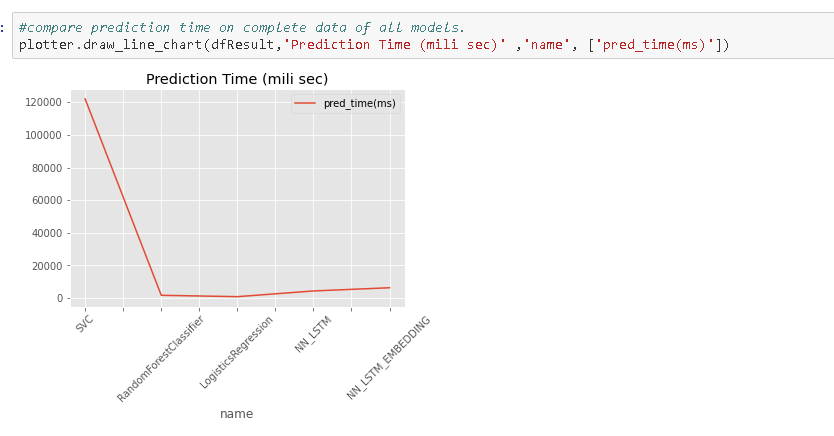 :
#compare prediction time on complete data of all models.
plotter.draw_line_chart(dfResult,'Prediction Time (mili sec)' ,'name', ['pred_time(ms)'])
Prediction Time (mili sec)
pred_time(ms)
120000
100000
80000
60000
40000
20000
0
SVC
RandomForestClassifier
LogisticsRegression
NN_LSTM
NN_LSTM_EMBEDDING
name